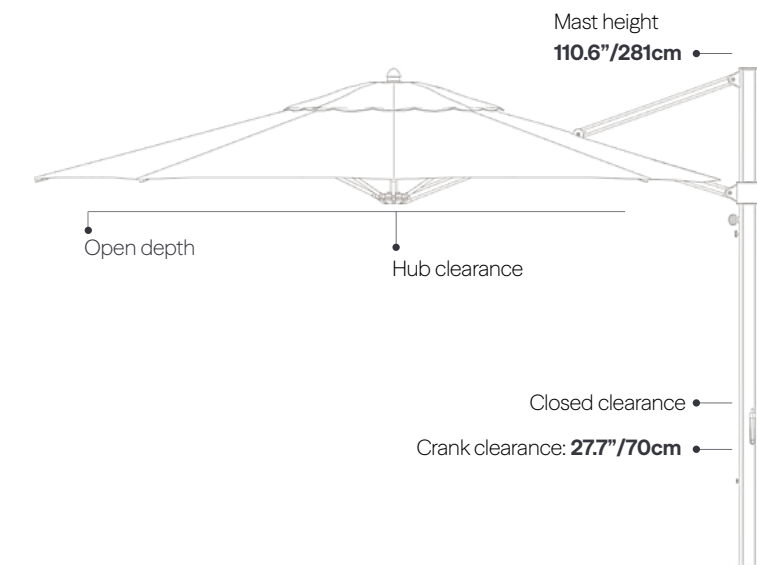 Mast height
110.6”/281cm
Open depth
Hub clearance
Closed clearance
Crank clearance: 27.7”/70cm